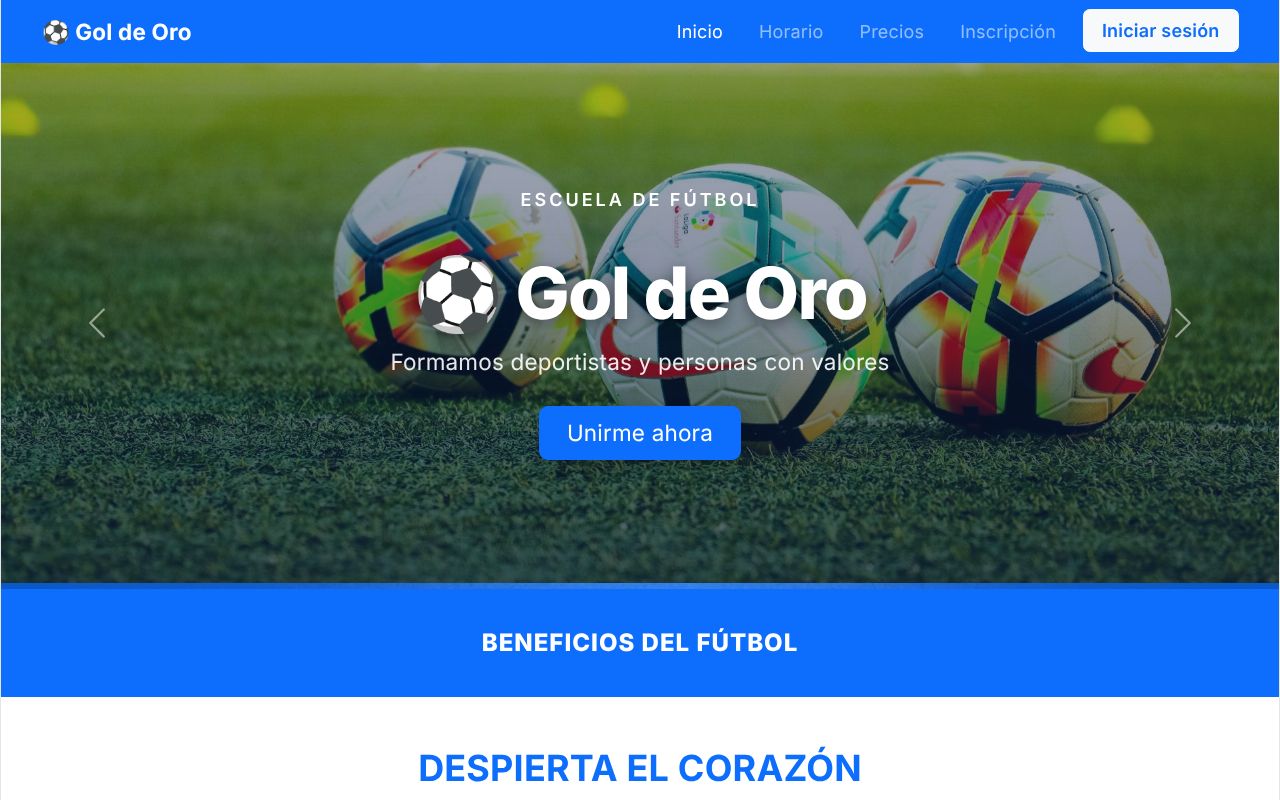 ⚽ Gol de Oro
Inicio
Horario
Precios
Inscripción
Iniciar sesión
ESCUELA DE FÚTBOL
⚽ Gol de Oro
Formamos deportistas y personas con valores
Unirme ahora
BENEFICIOS DEL FÚTBOL
DESPIERTA EL CORAZÓN